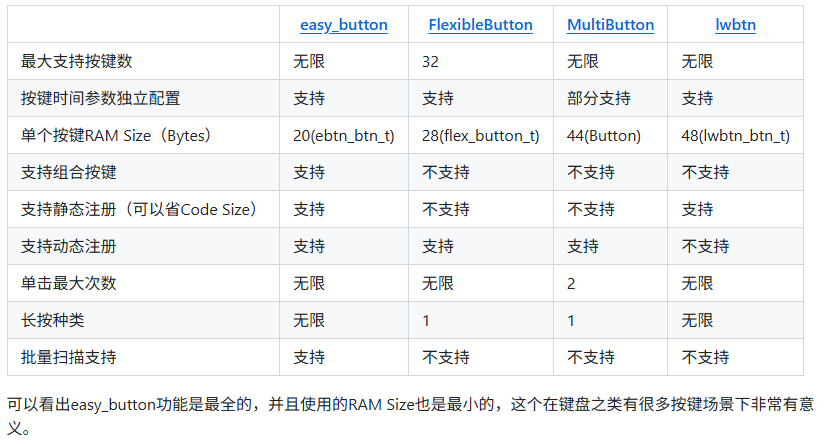 easy_button FlexibleButton MultiButton lwbtn
最大支持按键数 无限 32 无限 无限
按键时间参数独立配置 支持 支持 部分支持 支持
单个按键RAM Size（Bytes） 20(ebtn_btn_t) 28(flex_button_t) 44(Button) 48(lwbtn_btn_t)
支持组合按键 支持 不支持 不支持 不支持
支持静态注册（可以省Code Size） 支持 不支持 不支持 支持
支持动态注册 支持 支持 支持 不支持
单击最大次数 无限 无限 2 无限
长按种类 无限 1 1 无限
批量扫描支持 支持 不支持 不支持 不支持
可以看出easy_button功能是最全的，并且使用的RAM Size也是最小的，这个在键盘之类有很多按键场景下非常有意
义。